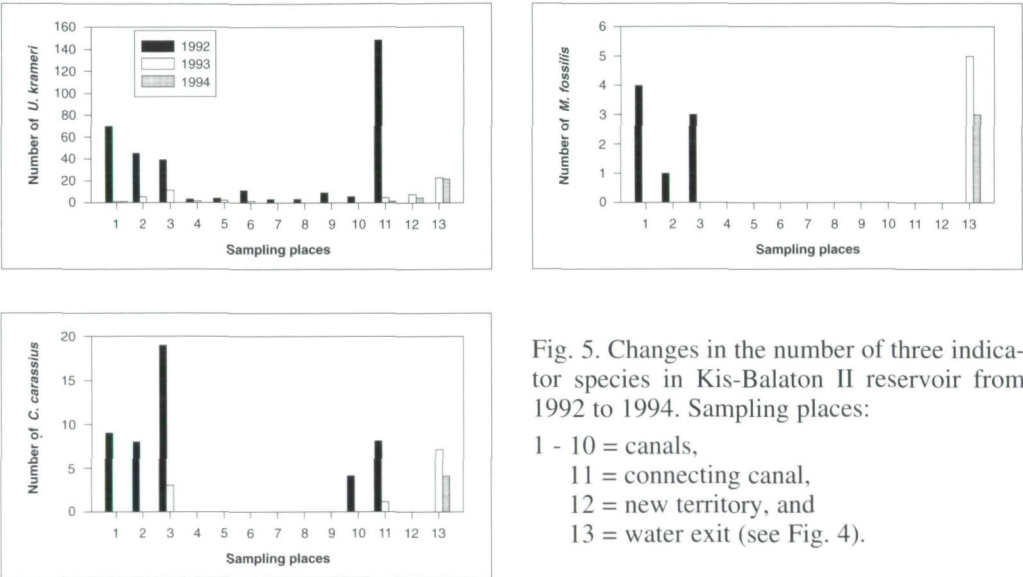 160
140
120
100
80
60
40
20
0
Number of U. krameri
1992
1993
1994
1 2 3 4 5 6 7 8 9 10 11 12 13
Sampling places
6
5
4
3
2
1
0
Number of M. fossilis
1 2 3 4 5 6 7 8 9 10 11 12 13
Sampling places
20
15
10
5
0
Number of C. carassius
1 2 3 4 5 6 7 8 9 10 11 12 13
Sampling places
Fig. 5. Changes in the number of three indica-
tor species in Kis-Balaton II reservoir from
1992 to 1994. Sampling places:
1 - 10 = canals,
11 = connecting canal,
12 = new territory, and
13 = water exit (see Fig. 4).